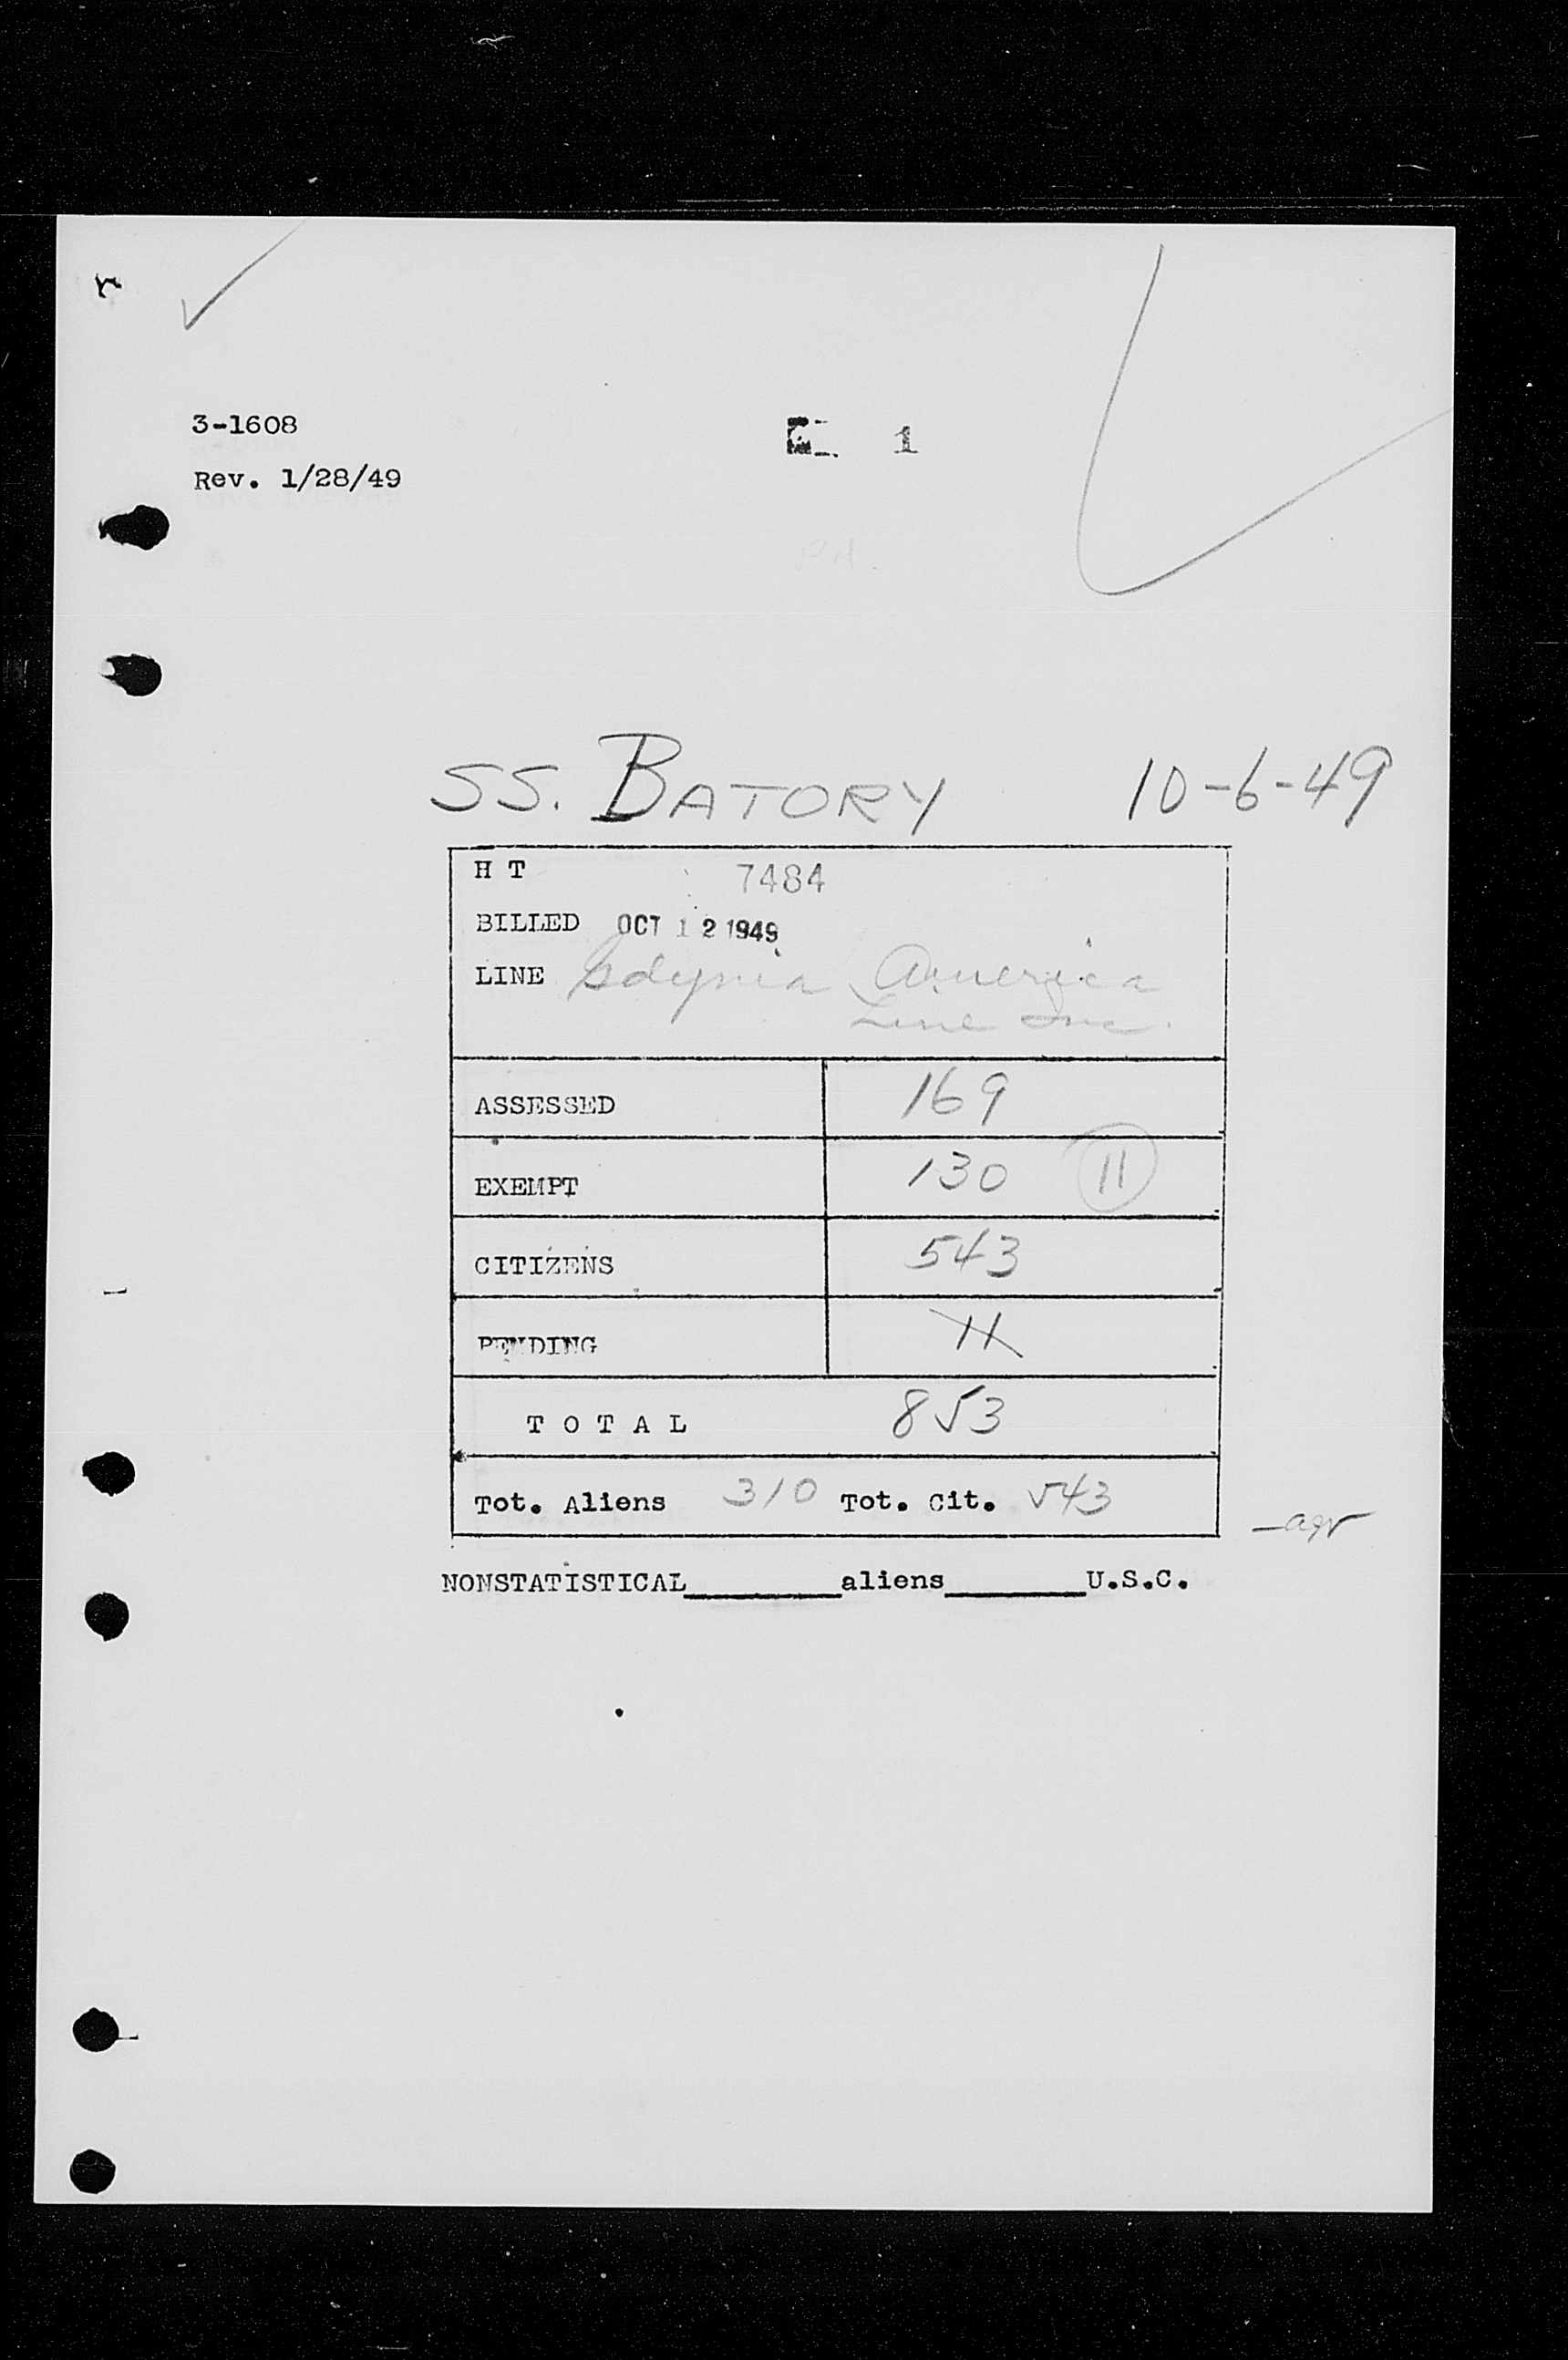 3-1608
1
Rev. 1/28/49
SS. BATORY 10-6-49
H T 7484
BILLED OCT 12 1949
LINE Gdynia America
Line Inc.
ASSESSED 169
EXEMPT 130 11
CITIZENS 543
PENDING 11
TOTAL 853
Tot. Aliens 310 Tot. Cit. 543
NONSTATISTICAL________aliens_______U.S.C.